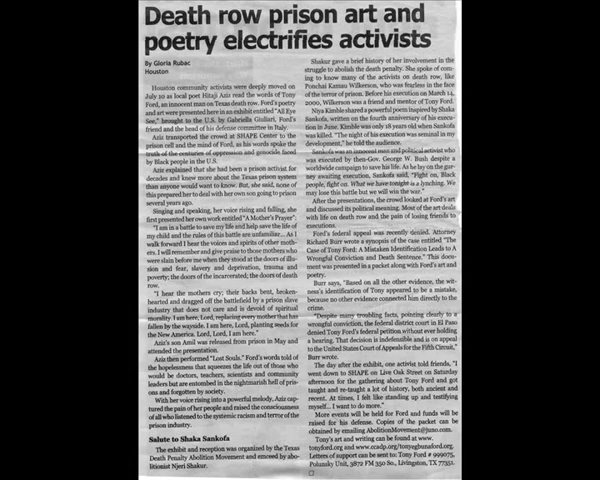 Death row prison art and
poetry electrifies activists
By Gloria Rubac
Houston
Houston community activists were deeply moved on
July 10 as local poet Hitaji Aziz read the words of Tony
Ford, an innocent man on Texas death row. Ford's poetry
and art were presented here in an exhibit entitled "All Eye
See," brought to the U.S. by Gabriella Giuliari, Ford's
friend and the head of his defense committee in Italy.
Aziz transported the crowd at SHAPE Center to the
prison cell and the mind of Ford, as his words spoke the
truth of the centuries of oppression and genocide faced
by Black people in the U.S.
Aziz explained that she had been a prison activist for
decades and knew more about the Texas prison system
than anyone would want to know. But, she said, none of
this prepared her to deal with her own son going to prison
several years ago.
Singing and speaking, her voice rising and falling, she
first presented her own work entitled "A Mother's Prayer".
"I am in a battle to save my life and help save the life of
my child and the rules of this battle are unfamiliar... As I
walk forward I hear the voices and spirits of other moth-
ers. I will remember and give praise to those mothers who
were slain before me when they stood at the doors of illu-
sion and fear, slavery and deprivation, trauma and
poverty; the doors of the incarcerated; the doors of death
row.
"I hear the mothers cry; their backs bent, broken-
hearted and dragged off the battlefield by a prison slave
industry that does not care and is devoid of spiritual
morality. I am here, Lord, replacing every mother that has
fallen by the wayside. I am here, Lord, planting seeds for
the New America. Lord, Lord, I am here."
Aziz's son Amil was released from prison in May and
attended the presentation.
Aziz then performed "Lost Souls." Ford's words told of
the hopelessness that squeezes the life out of those who
would be doctors, teachers, scientists and community
leaders but are entombed in the nightmarish hell of pris-
ons and forgotten by society.
With her voice rising into a powerful melody, Aziz cap-
tured the pain of her people and raised the consciousness
of all who listened to the systemic racism and terror of the
prison industry.
Salute to Shaka Sankofa
The exhibit and reception was organized by the Texas
Death Penalty Abolition Movement and emceed by abo-
litionist Njeri Shakur.
Shakur gave a brief history of her involvement in the
struggle to abolish the death penalty. She spoke of com-
ing to know many of the activists on death row, like
Ponchai Kamau Wilkerson, who was fearless in the face
of the terror of prison. Before his execution on March 14,
2000, Wilkerson was a friend and mentor of Tony Ford.
Niya Kimble shared a powerful poem inspired by Shaka
Sankofa, written on the fourth anniversary of his execu-
tion in June. Kimble was only 18 years when Sankofa
was killed. "The night of his execution was seminal in my
development," he told the audience.
Sankofa was an innocent man and political activist who
was executed by then-Gov. George W. Bush despite a
worldwide campaign to save his life. As he lay on the gur-
ney awaiting execution, Sankofa said, "Fight on, Black
people, fight on. What we have tonight is a lynching. We
may lose this battle but we will win the war."
After the presentations, the crowd looked at Ford's art
and discussed its political meaning. Most of the art deals
with life on death row and the pain of losing friends to
executions.
Ford's federal appeal was recently denied. Attorney
Richard Burr wrote a synopsis of the case entitled "The
Case of Tony Ford: A Mistaken Identification Leads to A
Wrongful Conviction and Death Sentence." This docu-
ment was presented in a packet along with Ford's art and
poetry.
Burr says, "Based on all the other evidence, the wit-
ness's identification of Tony appeared to be a mistake,
because no other evidence connected him directly to the
crime.
"Despite many troubling facts, pointing clearly to a
wrongful conviction, the federal district court in El Paso
denied Tony Ford's federal petition without ever holding
a hearing. That decision is indefensible and is on appeal
to the United States Court of Appeals for the Fifth Circuit,"
Burr wrote.
The day after the exhibit, one activist told friends, "I
went down to SHAPE on Live Oak Street on Saturday
afternoon for the gathering about Tony Ford and got
taught and re-taught a lot of history, both ancient and
recent. At times, I felt like standing up and testifying
myself... I want to do more."
More events will be held for Ford and funds will be
raised for his defense. Copies of the packet can be
obtained by emailing AbolitionMovement@juno.com.
Tony's art and writing can be found at www.
tonyford.org and www.ccadp.org/tonyegbunaford.org.
Letters of support can be sent to: Tony Ford # 999075,
Polunsky Unit, 3872 FM 350 So., Livingston, TX 77351.